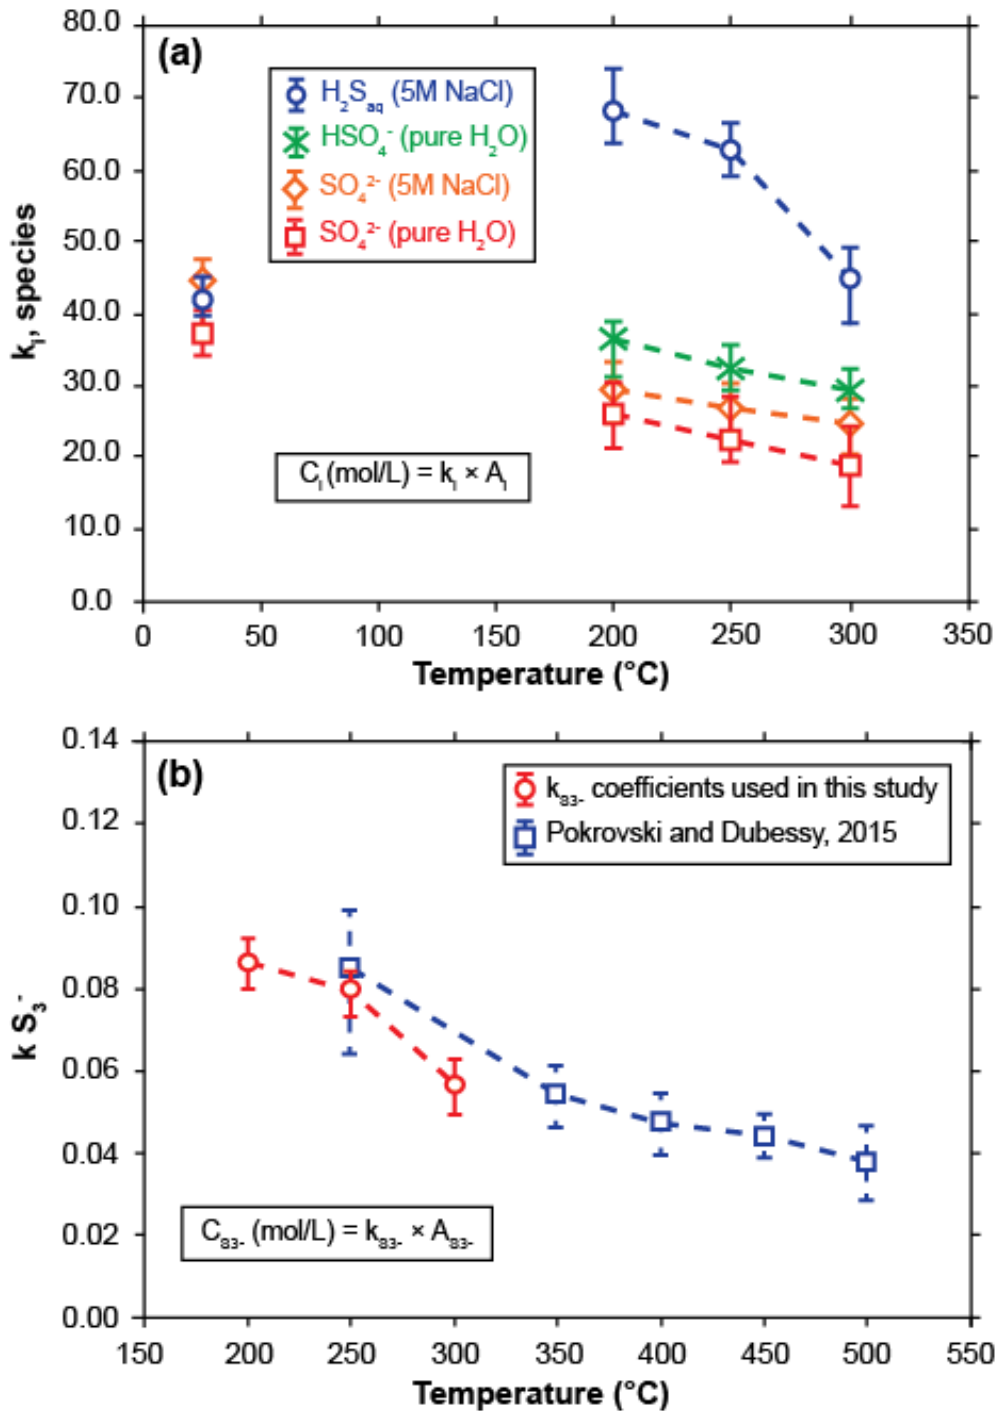 (a)
80.0
70.0
60.0
50.0
40.0
30.0
20.0
10.0
0.0
kᵢ, species
H₂Sₐq (5M NaCl)
HSO₄⁻ (pure H₂O)
SO₄²⁻ (5M NaCl)
SO₄²⁻ (pure H₂O)
Cᵢ (mol/L) = kᵢ × Aᵢ
0 50 100 150 200 250 300 350
Temperature (°C)
(b)
0.14
0.12
0.10
0.08
0.06
0.04
0.02
0.00
k S₃⁻
k_S3- coefficients used in this study
Pokrovski and Dubessy, 2015
C_S3- (mol/L) = k_S3- × A_S3-
150 200 250 300 350 400 450 500 550
Temperature (°C)